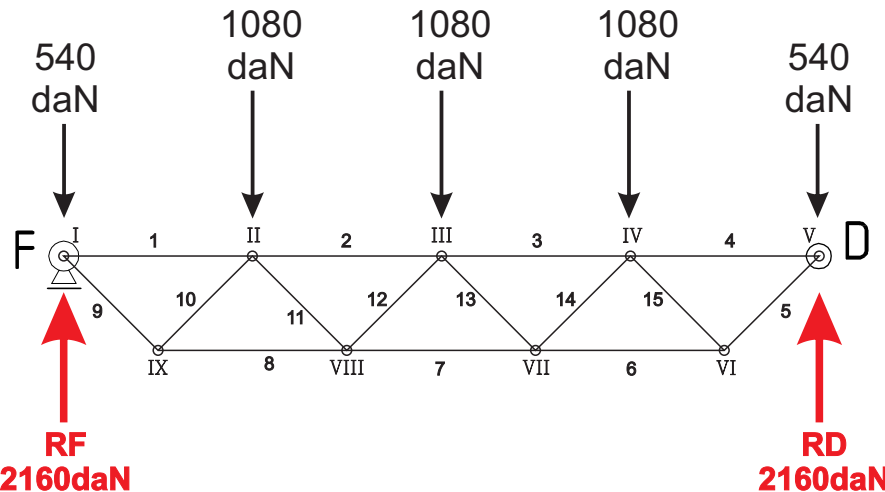 540
daN
1080
daN
1080
daN
1080
daN
540
daN
F
I
1
II
2
III
3
IV
4
V
D
9
10
11
12
13
14
15
5
IX
8
VIII
7
VII
6
VI
RF
2160daN
RD
2160daN